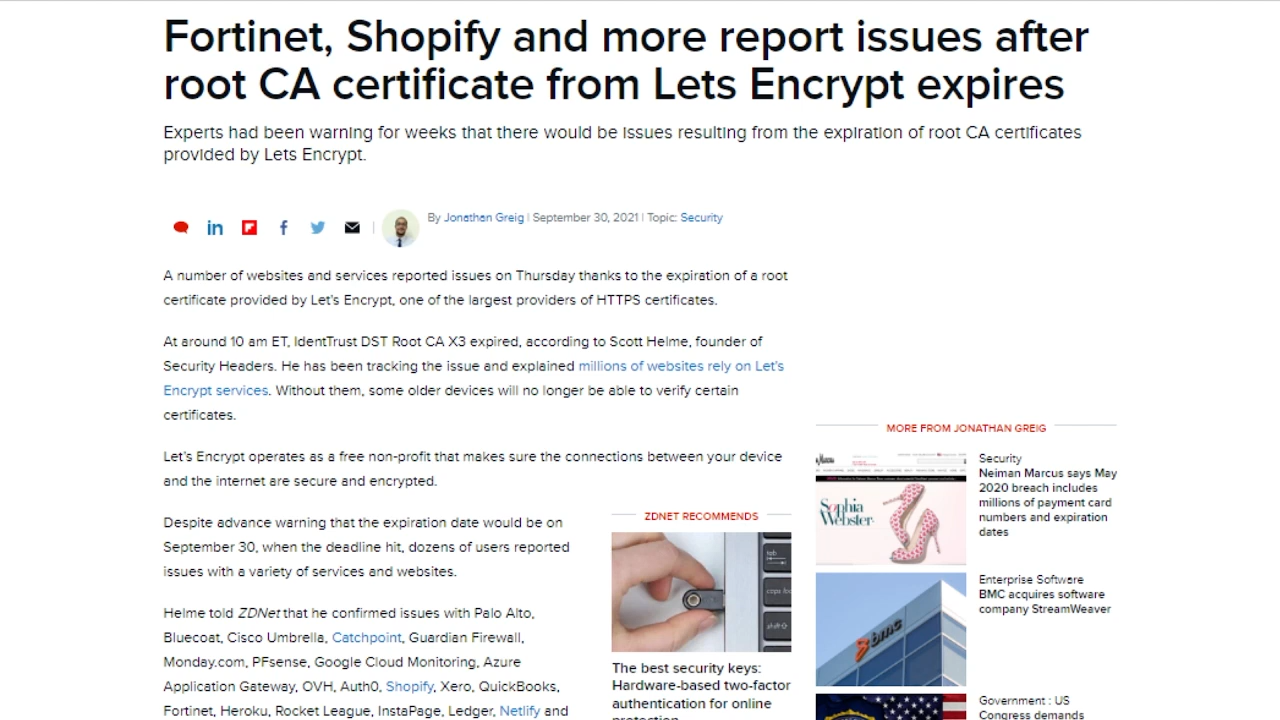 Fortinet, Shopify and more report issues after
root CA certificate from Lets Encrypt expires
Experts had been warning for weeks that there would be issues resulting from the expiration of root CA certificates
provided by Lets Encrypt.
in
f
By Jonathan Greig | September 30, 2021 | Topic: Security
A number of websites and services reported issues on Thursday thanks to the expiration of a root
certificate provided by Let's Encrypt, one of the largest providers of HTTPS certificates.
At around 10 am ET, IdentTrust DST Root CA X3 expired, according to Scott Helme, founder of
Security Headers. He has been tracking the issue and explained millions of websites rely on Let's
Encrypt services. Without them, some older devices will no longer be able to verify certain
certificates.
Let's Encrypt operates as a free non-profit that makes sure the connections between your device
and the internet are secure and encrypted.
Despite advance warning that the expiration date would be on
September 30, when the deadline hit, dozens of users reported
issues with a variety of services and websites.
Helme told ZDNet that he confirmed issues with Palo Alto,
Bluecoat, Cisco Umbrella, Catchpoint, Guardian Firewall,
Monday.com, PFsense, Google Cloud Monitoring, Azure
Application Gateway, OVH, Auth0, Shopify, Xero, QuickBooks,
Fortinet, Heroku, Rocket League, InstaPage, Ledger, Netlify and
ZDNET RECOMMENDS
tab
caps lo
shift
The best security keys:
Hardware-based two-factor
authentication for online
protection
MORE FROM JONATHAN GREIG
Sophia
Webster
Security
Neiman Marcus says May
2020 breach includes
millions of payment card
numbers and expiration
dates
bmc
Enterprise Software
BMC acquires software
company StreamWeaver
Government : US
Congress demands